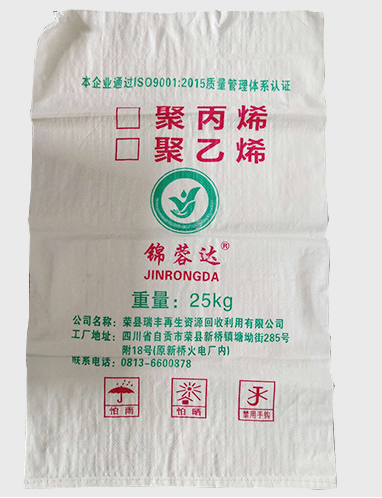 本企业通过ISO9001:2015质量管理体系认证
聚丙烯
聚乙烯
锦蓉达®
JINRONGDA
重量：25kg
公司名称：荣县瑞丰再生资源回收利用有限公司
工厂地址：四川省自贡市荣县新桥镇塘坳街285号
附18号(原新桥火电厂内)
联系电话：0813-6600878
怕雨
怕晒
禁用手钩